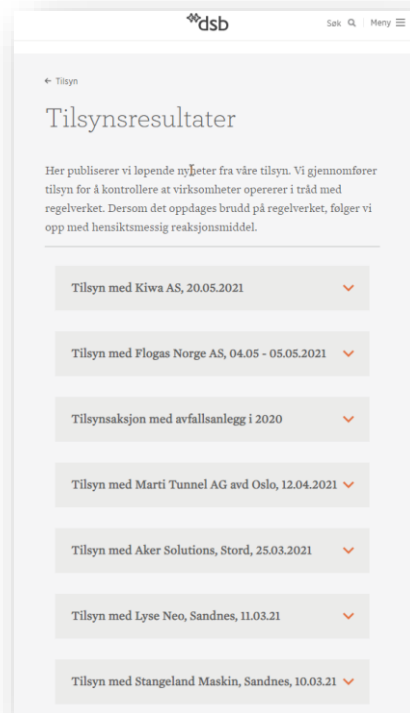 dsb
Søk
Meny
← Tilsyn
Tilsynsresultater
Her publiserer vi løpende nyheter fra våre tilsyn. Vi gjennomfører
tilsyn for å kontrollere at virksomheter opererer i tråd med
regelverket. Dersom det oppdages brudd på regelverket, følger vi
opp med hensiktsmessig reaksjonsmiddel.
Tilsyn med Kiwa AS, 20.05.2021
Tilsyn med Flogas Norge AS, 04.05 - 05.05.2021
Tilsynsaksjon med avfallsanlegg i 2020
Tilsyn med Marti Tunnel AG avd Oslo, 12.04.2021
Tilsyn med Aker Solutions, Stord, 25.03.2021
Tilsyn med Lyse Neo, Sandnes, 11.03.21
Tilsyn med Stangeland Maskin, Sandnes, 10.03.21